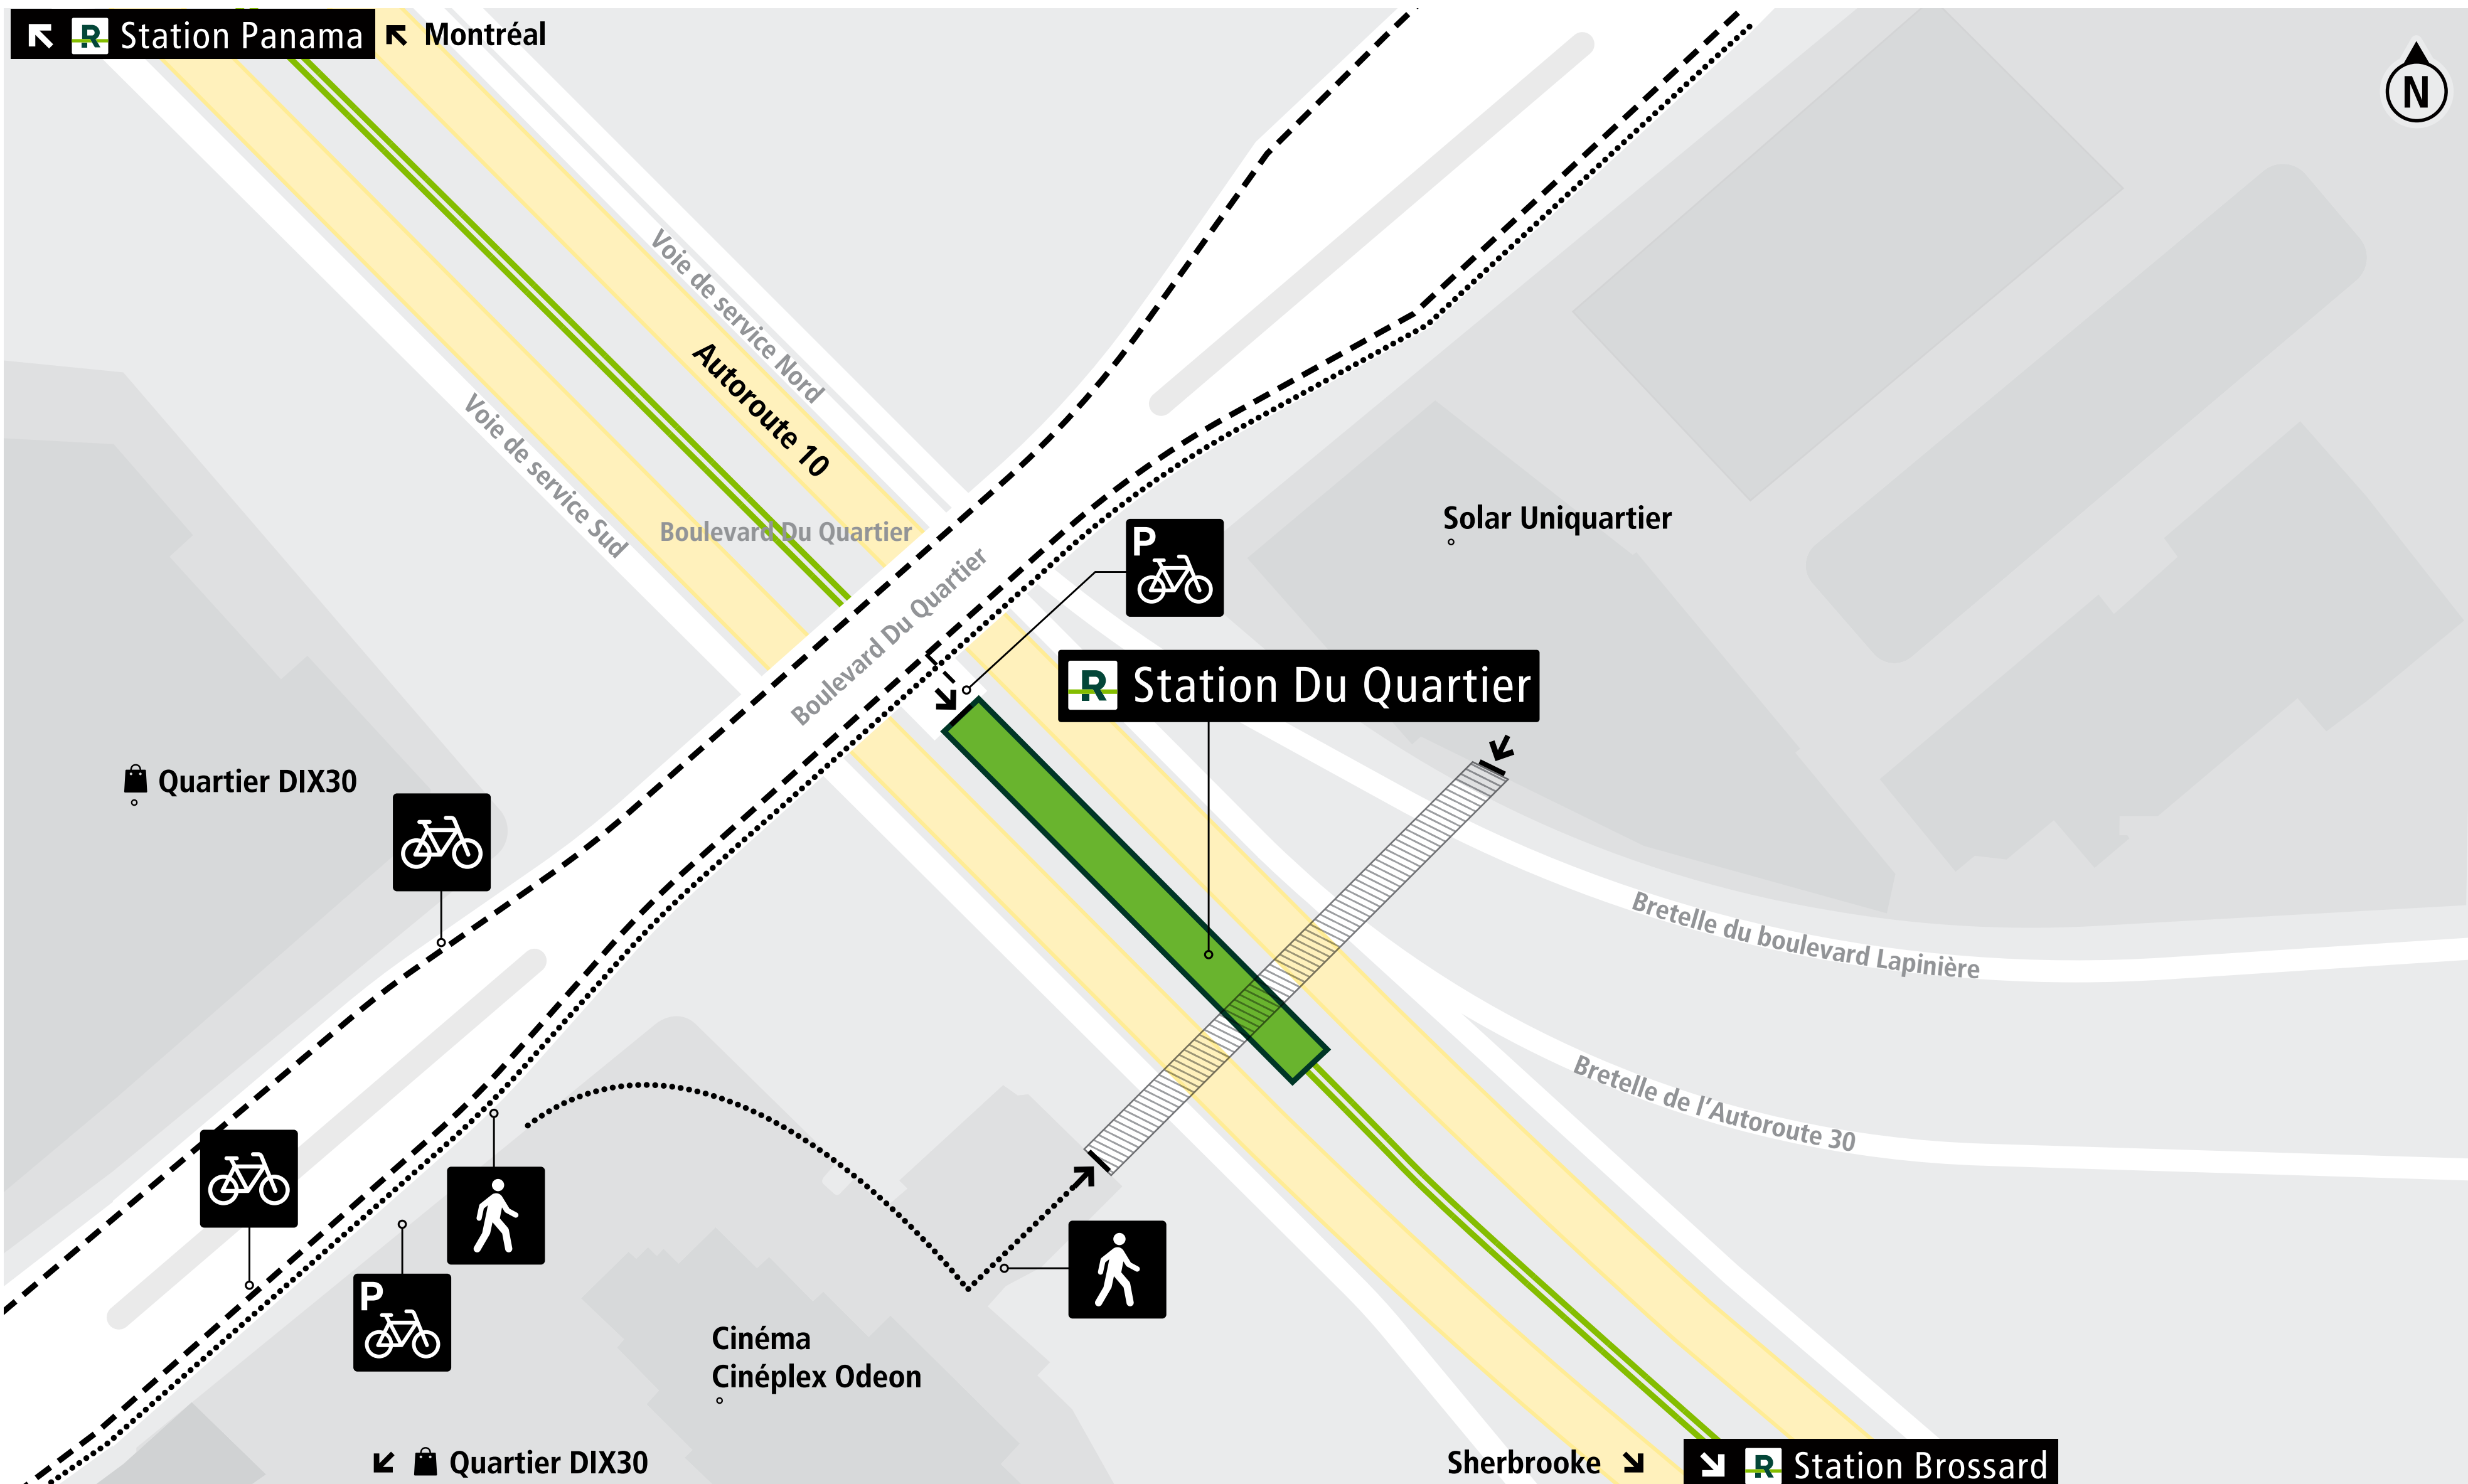 R Station Panama
Montréal
N
Voie de service Nord
Autoroute 10
Voie de service Sud
Boulevard Du Quartier
Boulevard Du Quartier
P
Solar Uniquartier
R Station Du Quartier
Quartier DIX30
Bretelle du boulevard Lapinière
Bretelle de l'Autoroute 30
P
Cinéma
Cinéplex Odeon
Quartier DIX30
Sherbrooke
R Station Brossard